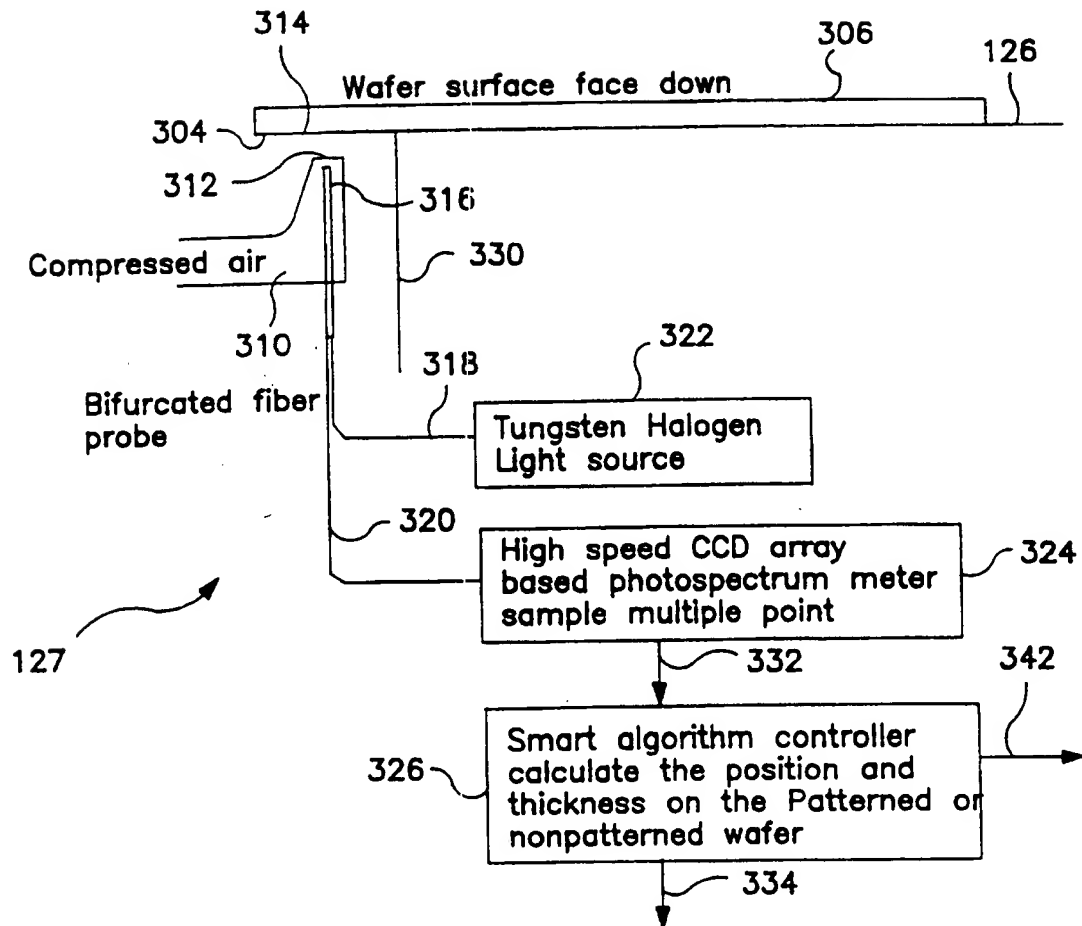 314
306
126
Wafer surface face down
304
312
316
Compressed air
330
310
322
318
Bifurcated fiber
probe
Tungsten Halogen
Light source
320
High speed CCD array
based photospectrum meter
sample multiple point
324
127
332
342
Smart algorithm controller
calculate the position and
thickness on the Patterned or
nonpatterned wafer
326
334